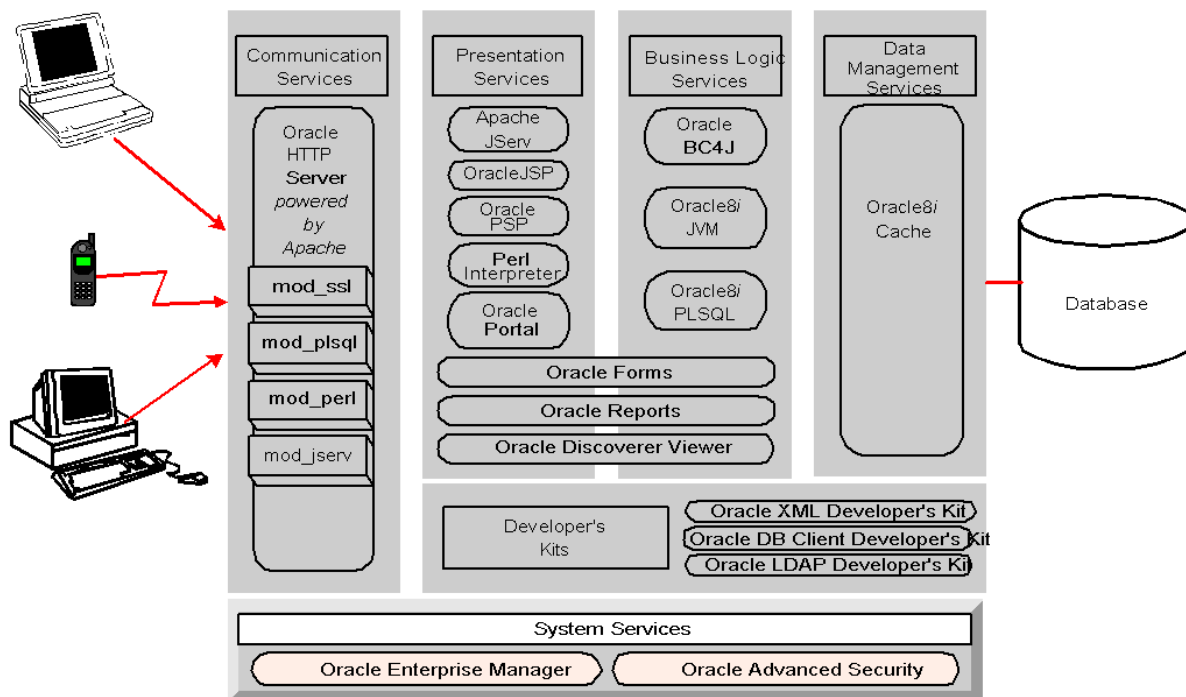 Communication
Services
Oracle
HTTP
Server
powered
by
Apache
mod_ssl
mod_plsql
mod_perl
mod_jserv
Presentation
Services
Apache
JServ
OracleJSP
Oracle
PSP
Perl
Interpreter
Oracle
Portal
Business Logic
Services
Oracle
BC4J
Oracle8i
JVM
Oracle8i
PLSQL
Oracle Forms
Oracle Reports
Oracle Discoverer Viewer
Data
Management
Services
Oracle8i
Cache
Database
Developer's
Kits
Oracle XML Developer's Kit
Oracle DB Client Developer's Kit
Oracle LDAP Developer's Kit
System Services
Oracle Enterprise Manager
Oracle Advanced Security